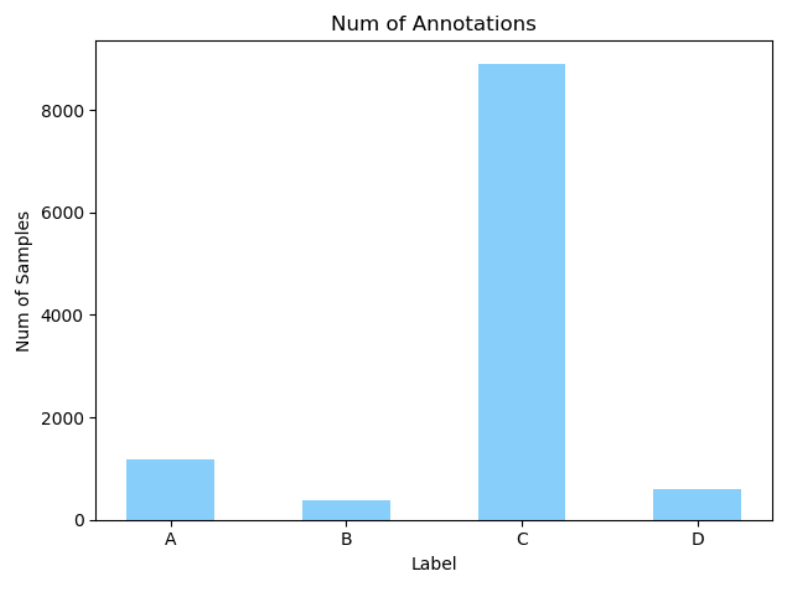 Num of Annotations
Num of Samples
8000
6000
4000
2000
0
A B C D
Label